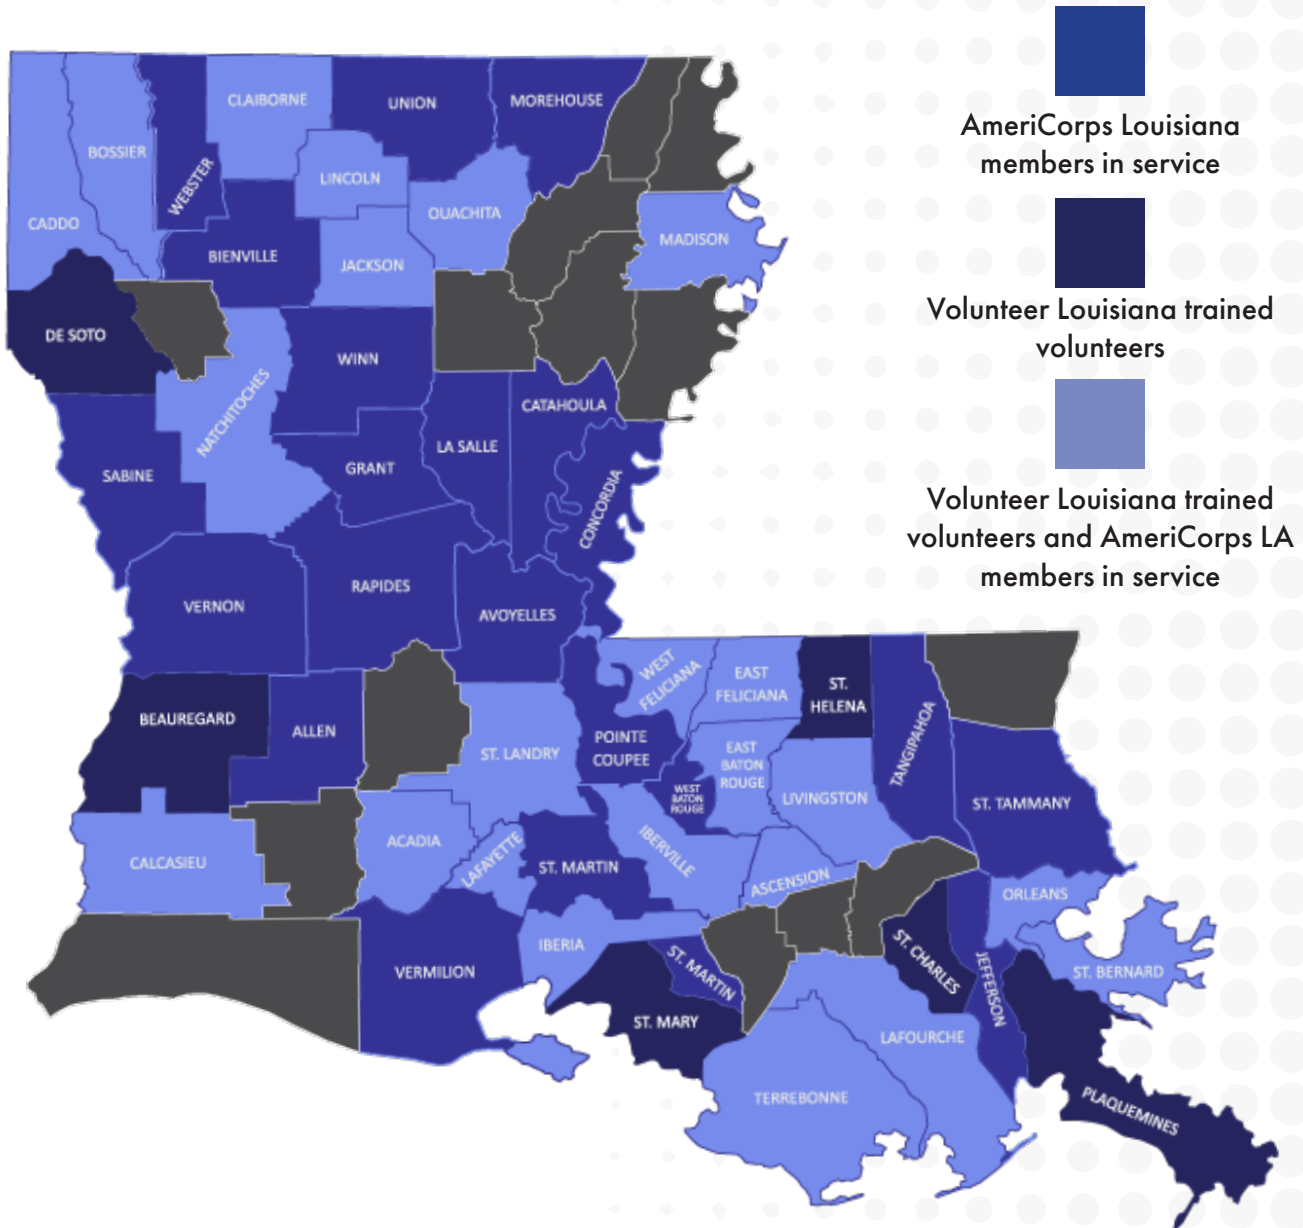 AmeriCorps Louisiana
members in service
Volunteer Louisiana trained
volunteers
Volunteer Louisiana trained
volunteers and AmeriCorps LA
members in service
CLAIBORNE
UNION
MOREHOUSE
BOSSIER
WEBSTER
LINCOLN
OUACHITA
CADDO
MADISON
BIENVILLE
JACKSON
DE SOTO
WINN
NATCHITOCHES
CATAHOULA
LA SALLE
SABINE
GRANT
CONCORDIA
RAPIDES
VERNON
AVOYELLES
WEST
FELICIANA
EAST
FELICIANA
ST.
HELENA
BEAUREGARD
ALLEN
ST. LANDRY
POINTE
COUPEE
EAST
BATON
ROUGE
TANGIPAHOA
WEST
BATON
ROUGE
LIVINGSTON
ST. TAMMANY
ACADIA
LAFAYETTE
IBERVILLE
CALCASIEU
ST. MARTIN
ASCENSION
ORLEANS
IBERIA
VERMILION
ST. MARTIN
ST. CHARLES
JEFFERSON
ST. BERNARD
ST. MARY
LAFOURCHE
TERREBONNE
PLAQUEMINES